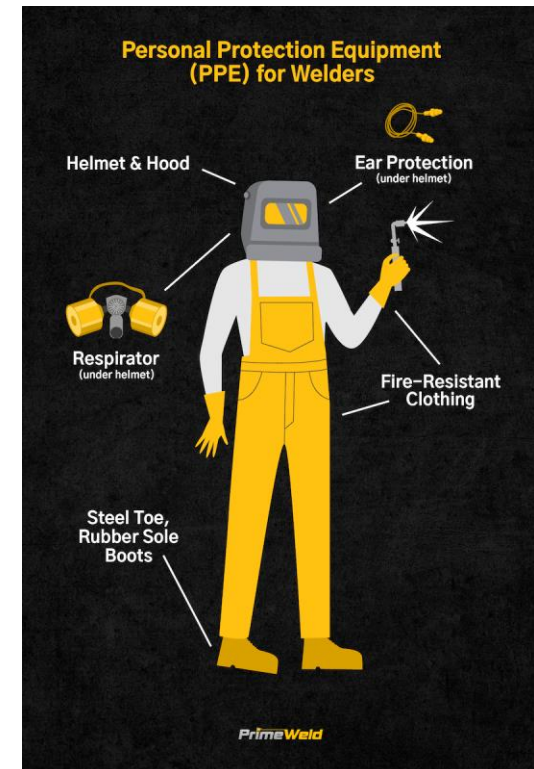 Personal Protection Equipment
(PPE) for Welders
Helmet & Hood
Ear Protection
(under helmet)
Respirator
(under helmet)
Fire-Resistant
Clothing
Steel Toe,
Rubber Sole
Boots
PrimeWeld